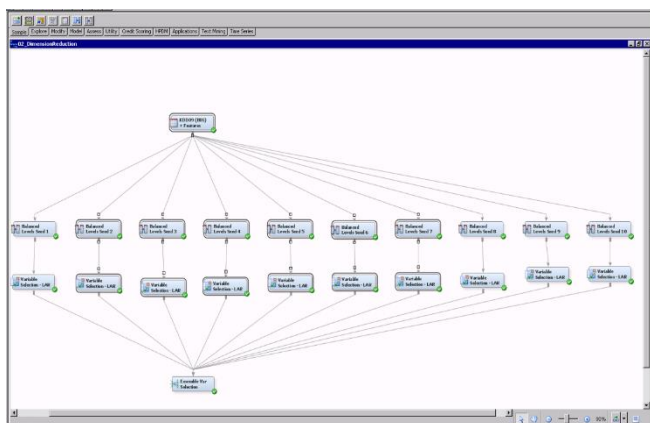 Sample Explore Modify Model Assess Utility Credit Scoring HPDM Applications Text Mining Time Series
02_DimensionReduction
+ Features
Balanced Balanced Balanced Balanced Balanced Balanced Balanced Balanced Balanced Balanced
Levels Seed 1 Levels Seed 2 Levels Seed 3 Levels Seed 4 Levels Seed 5 Levels Seed 6 Levels Seed 7 Levels Seed8 Levels Seed 9 Levels Seed 10
Variable Variable Variable Variable Variable Variable Variable Variable Variable Variable
Selection - LAR Selection - LAR Selection - LAR Selection - LAR Selection - LAR Selection - LAR Selection - LAR Selection - LAR Selection - LAR Selection - LAR
Ensemble Var
Selection